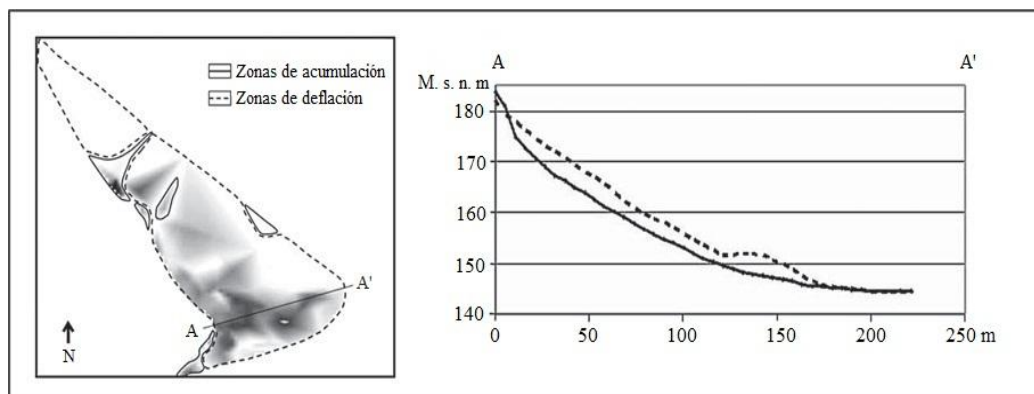 Zonas de acumulación
Zonas de deflación
A
A'
N
A
A'
M. s. n. m
180
170
160
150
140
0
50
100
150
200
250 m